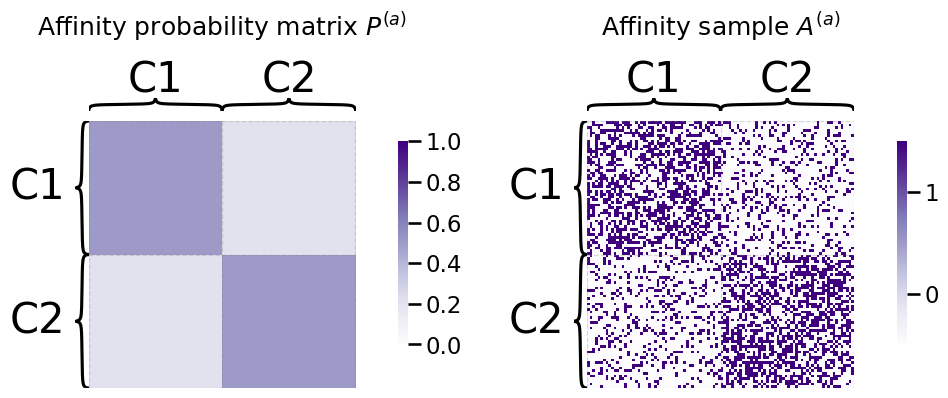 Affinity probability matrix P^(a)
C1 C2
C1
C2
1.0
0.8
0.6
0.4
0.2
0.0
Affinity sample A^(a)
C1 C2
C1
C2
1
0